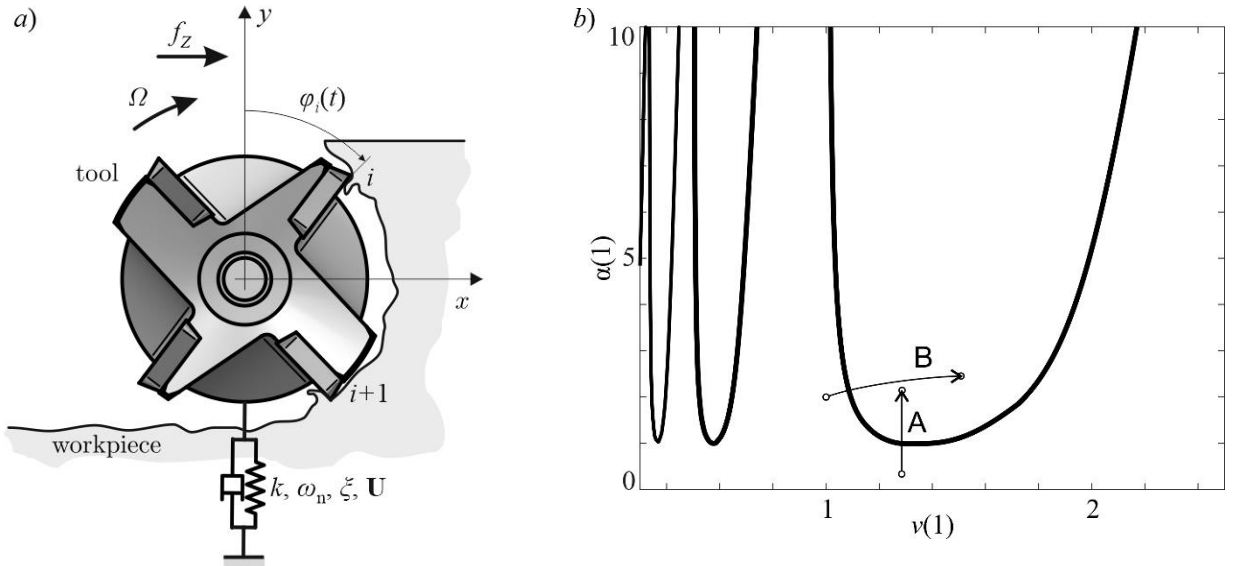 a)
y
f_Z
Ω
φ_i(t)
tool
i
x
i+1
workpiece
k, ω_n, ξ, U
b)
10
α(1)
5
B
A
0
1
2
ν(1)